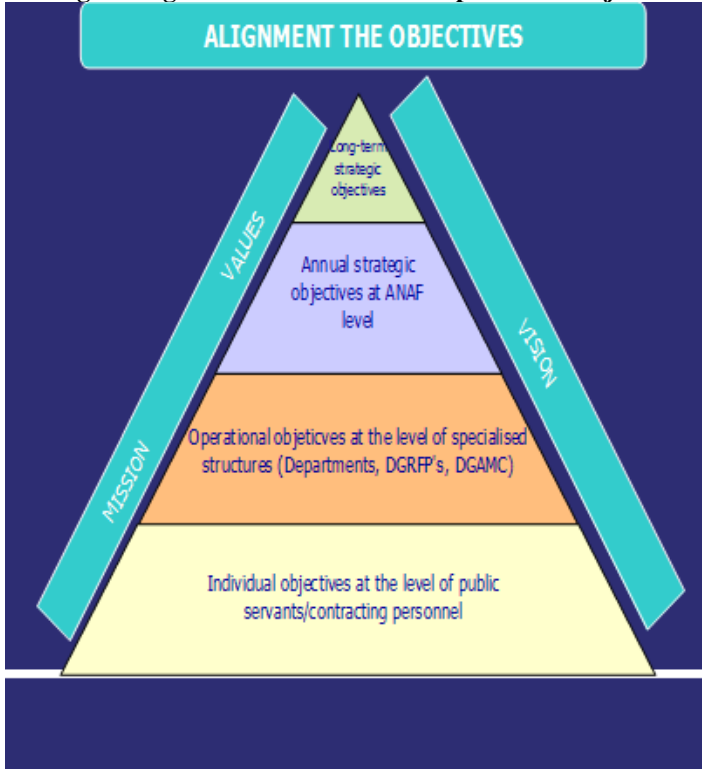 ALIGNMENT THE OBJECTIVES
Long-term
strategic
objectives
VALUES
Annual strategic
objectives at ANAF
level
VISION
Operational objeticves at the level of specialised
structures (Departments, DGRFP's, DGAMC)
MISSION
Individual objectives at the level of public
servants/contracting personnel